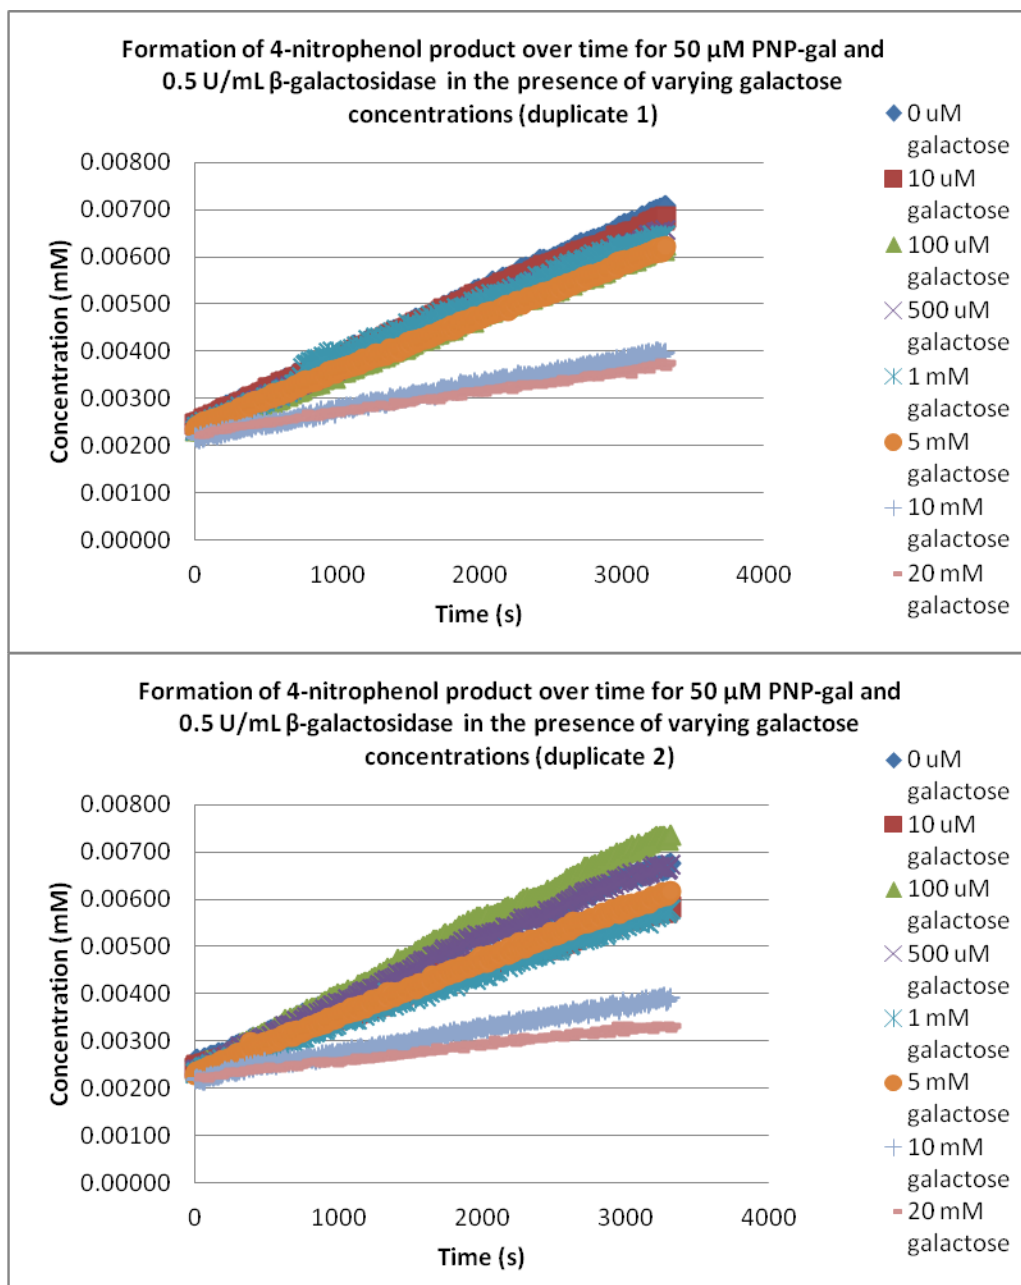 Formation of 4-nitrophenol product over time for 50 µM PNP-gal and
0.5 U/mL β-galactosidase in the presence of varying galactose
concentrations (duplicate 1)
0 uM
galactose
10 uM
galactose
100 uM
galactose
500 uM
galactose
1 mM
galactose
5 mM
galactose
10 mM
galactose
20 mM
galactose
Concentration (mM)
0.00800
0.00700
0.00600
0.00500
0.00400
0.00300
0.00200
0.00100
0.00000
0 1000 2000 3000 4000
Time (s)
Formation of 4-nitrophenol product over time for 50 µM PNP-gal and
0.5 U/mL β-galactosidase in the presence of varying galactose
concentrations (duplicate 2)
0 uM
galactose
10 uM
galactose
100 uM
galactose
500 uM
galactose
1 mM
galactose
5 mM
galactose
10 mM
galactose
20 mM
galactose
Concentration (mM)
0.00800
0.00700
0.00600
0.00500
0.00400
0.00300
0.00200
0.00100
0.00000
0 1000 2000 3000 4000
Time (s)